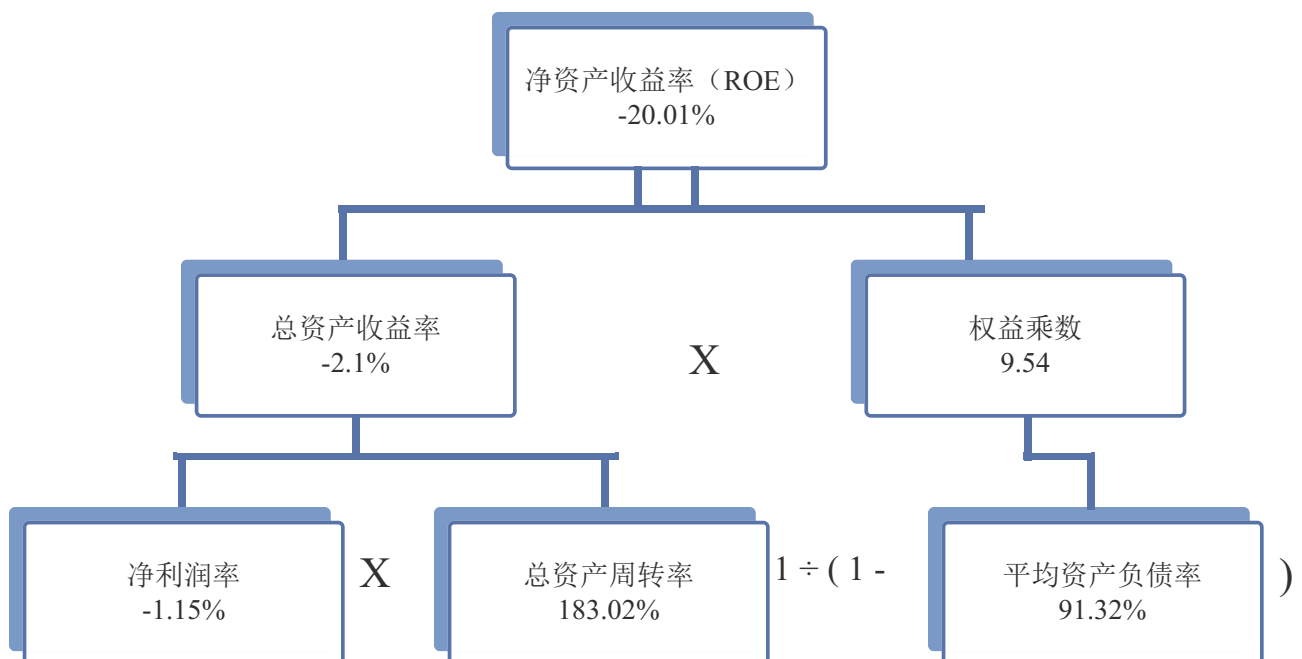 净资产收益率（ROE）
-20.01%
总资产收益率
-2.1%
X
权益乘数
9.54
净利润率
-1.15%
X
总资产周转率
183.02%
1 ÷ ( 1 -
平均资产负债率
91.32%
)